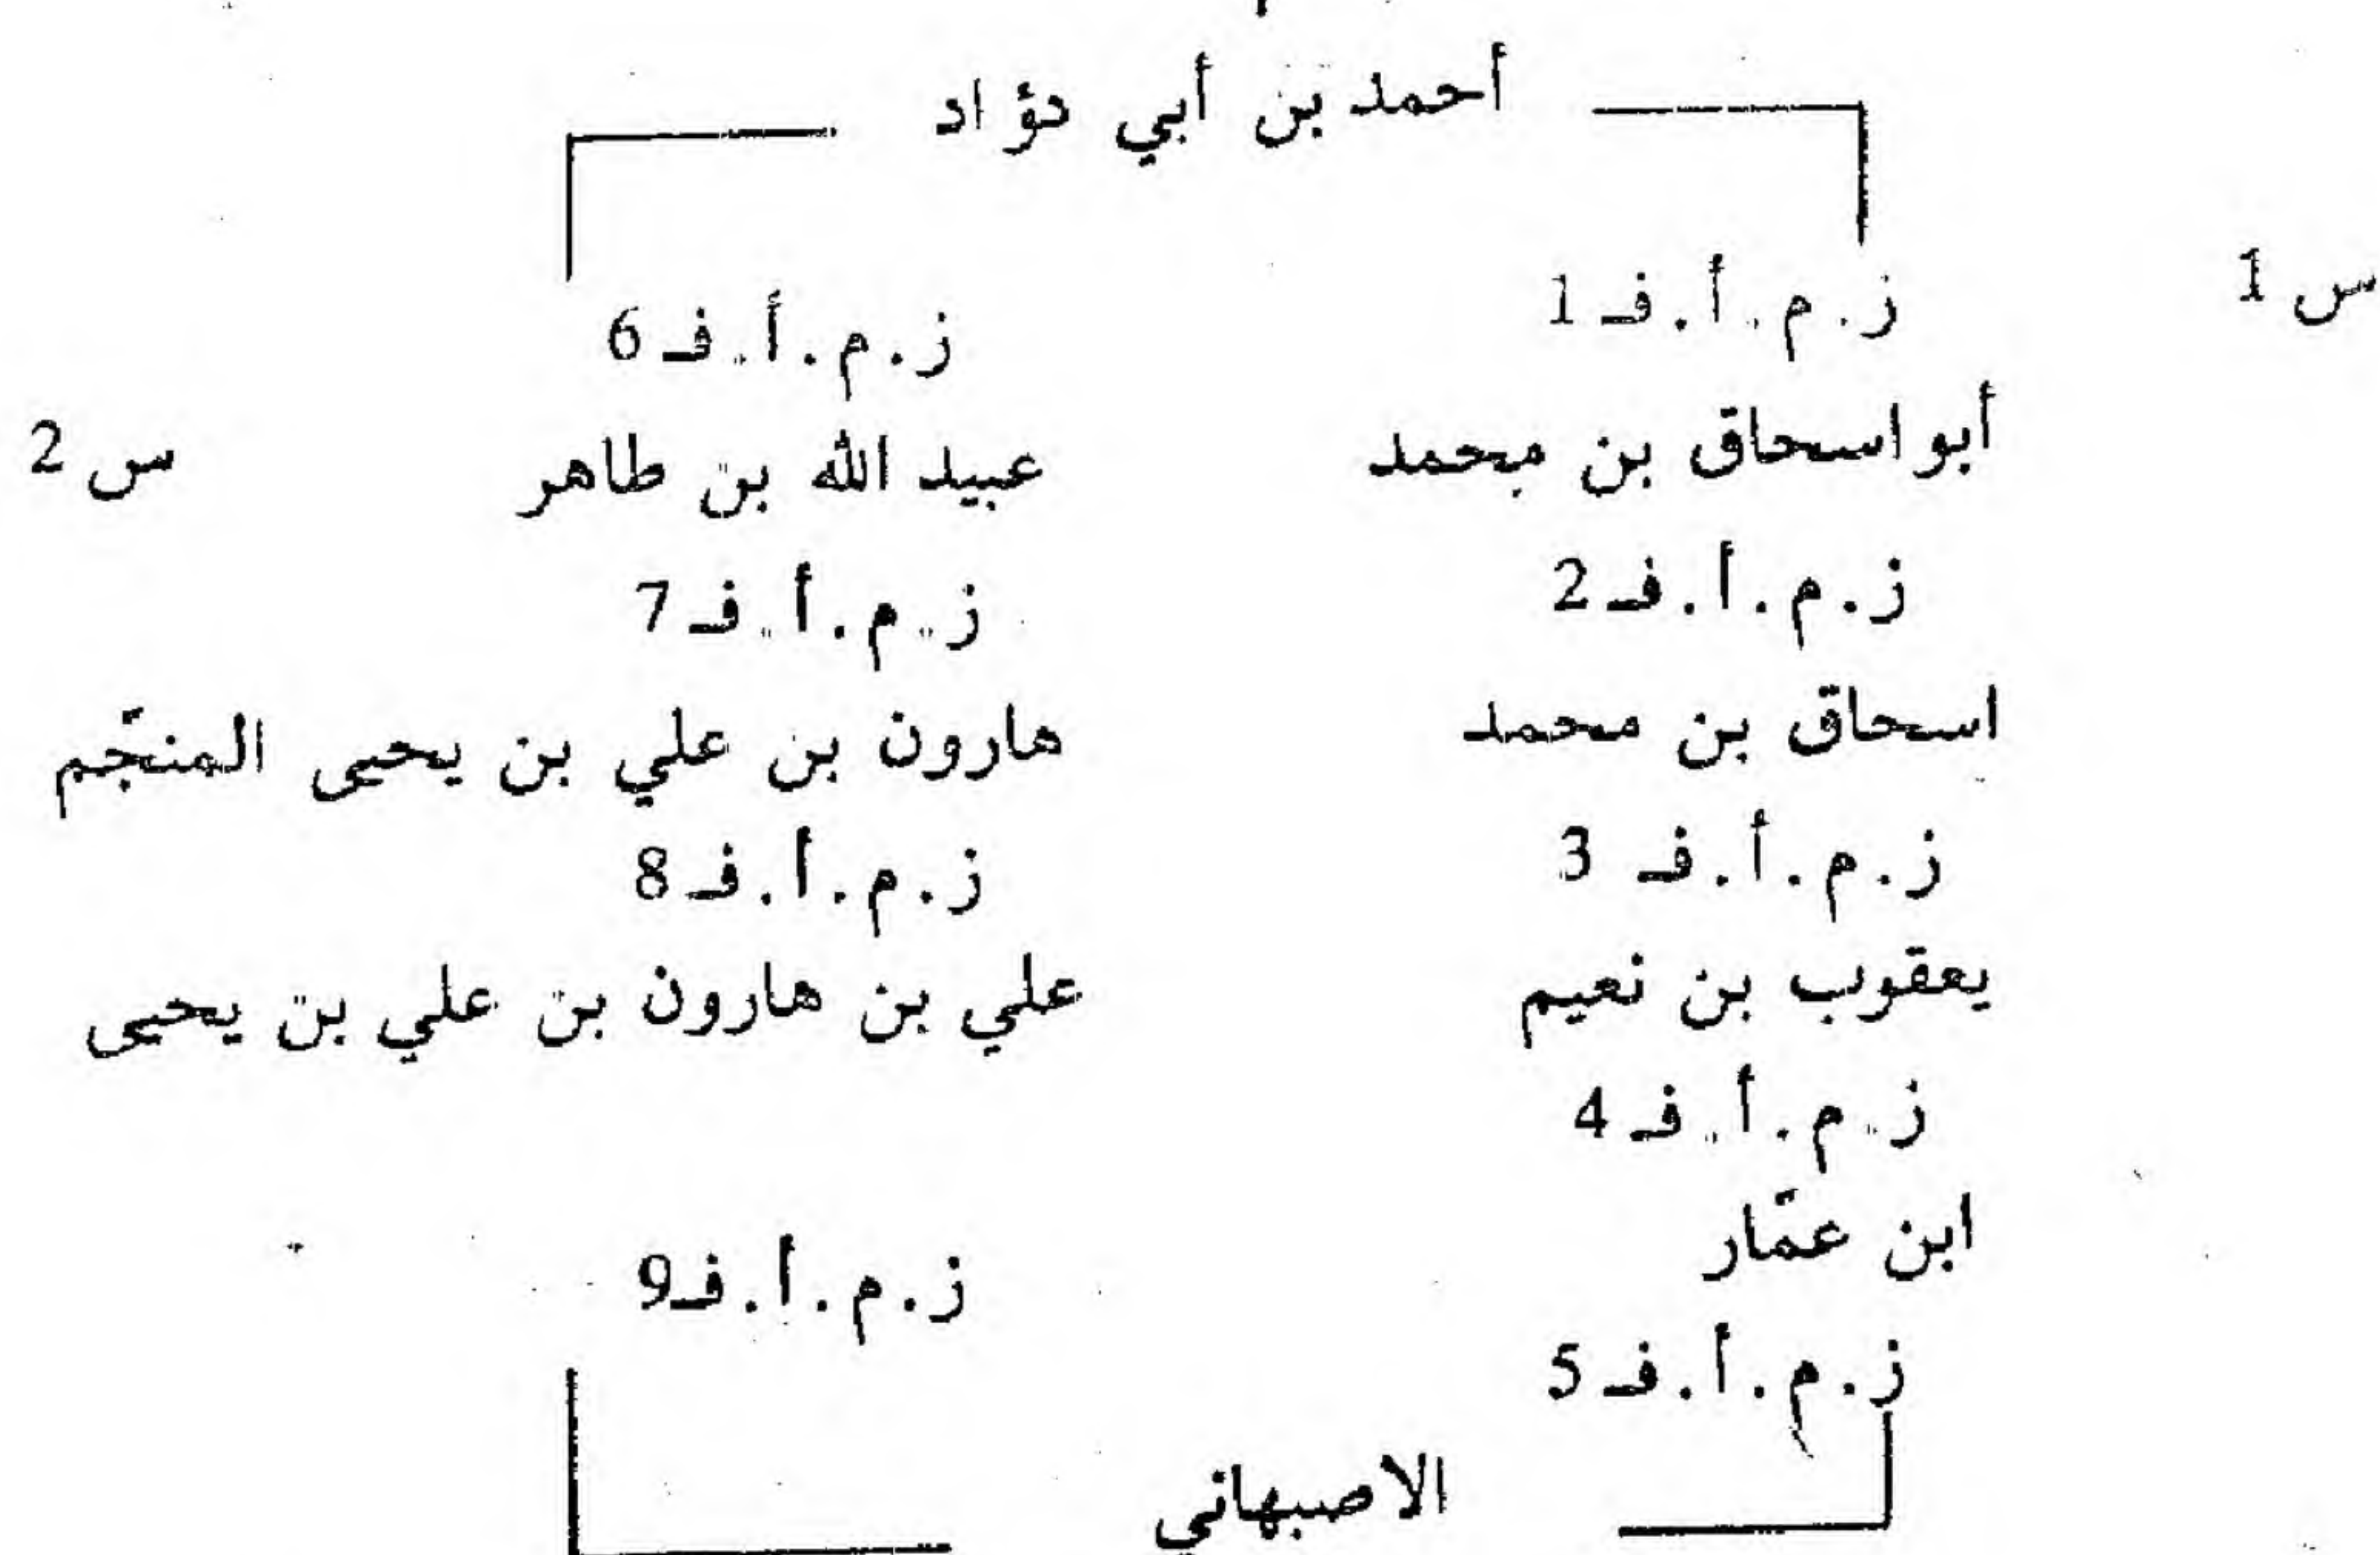 أحمد بن أبي دؤاد
س 1
ز. م. أ. فـ 1
أبو اسحاق بن محمد
ز. م. أ. فـ 2
اسحاق بن محمد
ز. م. أ. فـ 3
يعقوب بن نعيم
ز. م. أ. فـ 4
ابن عمّار
ز. م. أ. فـ 5
ز. م. أ. فـ 6
عبيد الله بن طاهر
س 2
ز. م. أ. فـ 7
هارون بن علي بن يحيى المنجّم
ز. م. أ. فـ 8
علي بن هارون بن علي بن يحيى
ز. م. أ. فـ 9
الاصبهاني